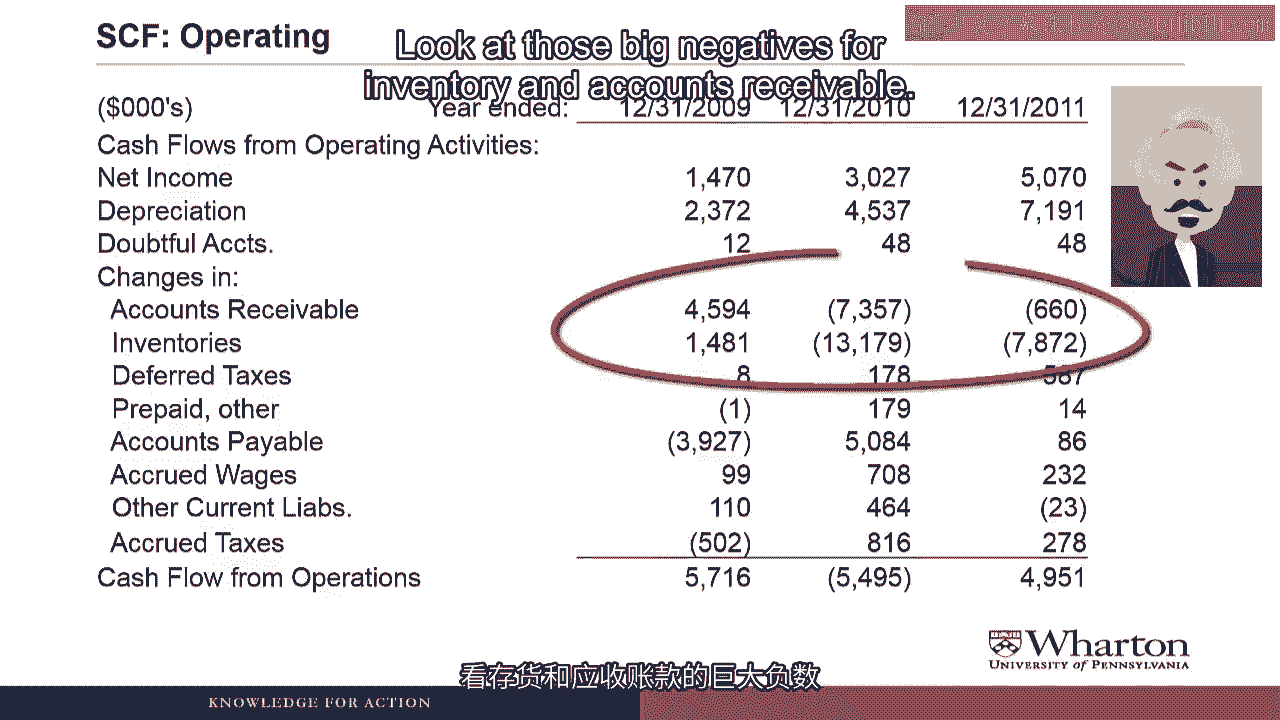 SCF: Operating
Look at those big negatives for
inventory and accounts receivable.
($000's) Year ended: 12/31/2009 12/31/2010 12/31/2011
Cash Flows from Operating Activities:
Net Income 1,470 3,027 5,070
Depreciation 2,372 4,537 7,191
Doubtful Accts. 12 48 48
Changes in:
Accounts Receivable 4,594 (7,357) (660)
Inventories 1,481 (13,179) (7,872)
Deferred Taxes 8 178 587
Prepaid, other (1) 179 14
Accounts Payable (3,927) 5,084 86
Accrued Wages 99 708 232
Other Current Liabs. 110 464 (23)
Accrued Taxes (502) 816 278
Cash Flow from Operations 5,716 (5,495) 4,951
Wharton
UNIVERSITY of PENNSYLVANIA
看存货和应收账款的巨大负数
KNOWLEDGE FOR ACTION